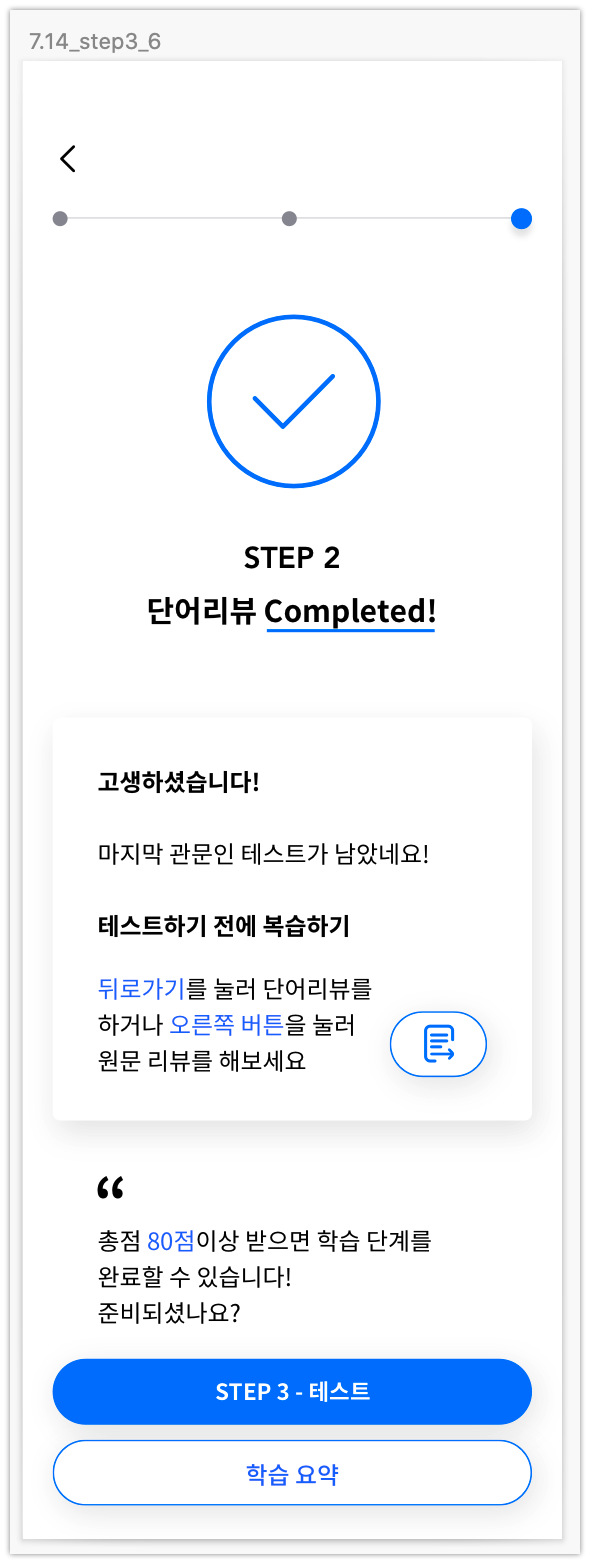 7.14_step3_6
STEP 2
단어리뷰 Completed!
고생하셨습니다!
마지막 관문인 테스트가 남았네요!
테스트하기 전에 복습하기
뒤로가기를 눌러 단어리뷰를
하거나 오른쪽 버튼을 눌러
원문 리뷰를 해보세요
“
총점 80점이상 받으면 학습 단계를
완료할 수 있습니다!
준비되셨나요?
STEP 3 - 테스트
학습 요약